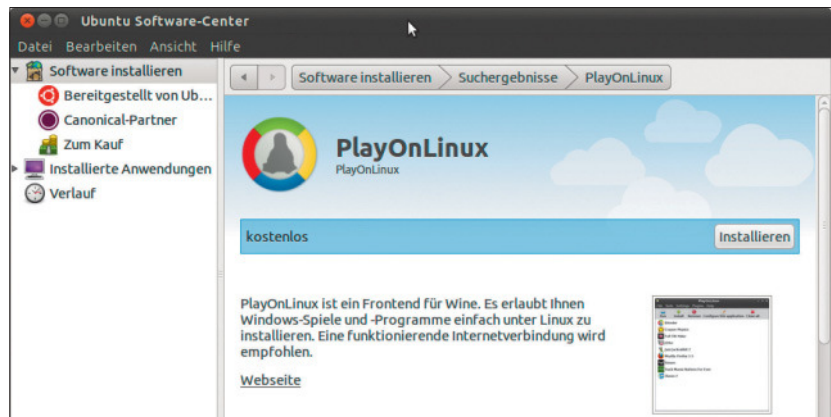 Ubuntu Software-Center
Datei Bearbeiten Ansicht Hilfe
Software installieren
Bereitgestellt von Ub...
Canonical-Partner
Zum Kauf
Installierte Anwendungen
Verlauf
Software installieren Suchergebnisse PlayOnLinux
PlayOnLinux
PlayOnLinux
kostenlos Installieren
PlayOnLinux ist ein Frontend für Wine. Es erlaubt Ihnen
Windows-Spiele und -Programme einfach unter Linux zu
installieren. Eine funktionierende Internetverbindung wird
empfohlen.
Webseite